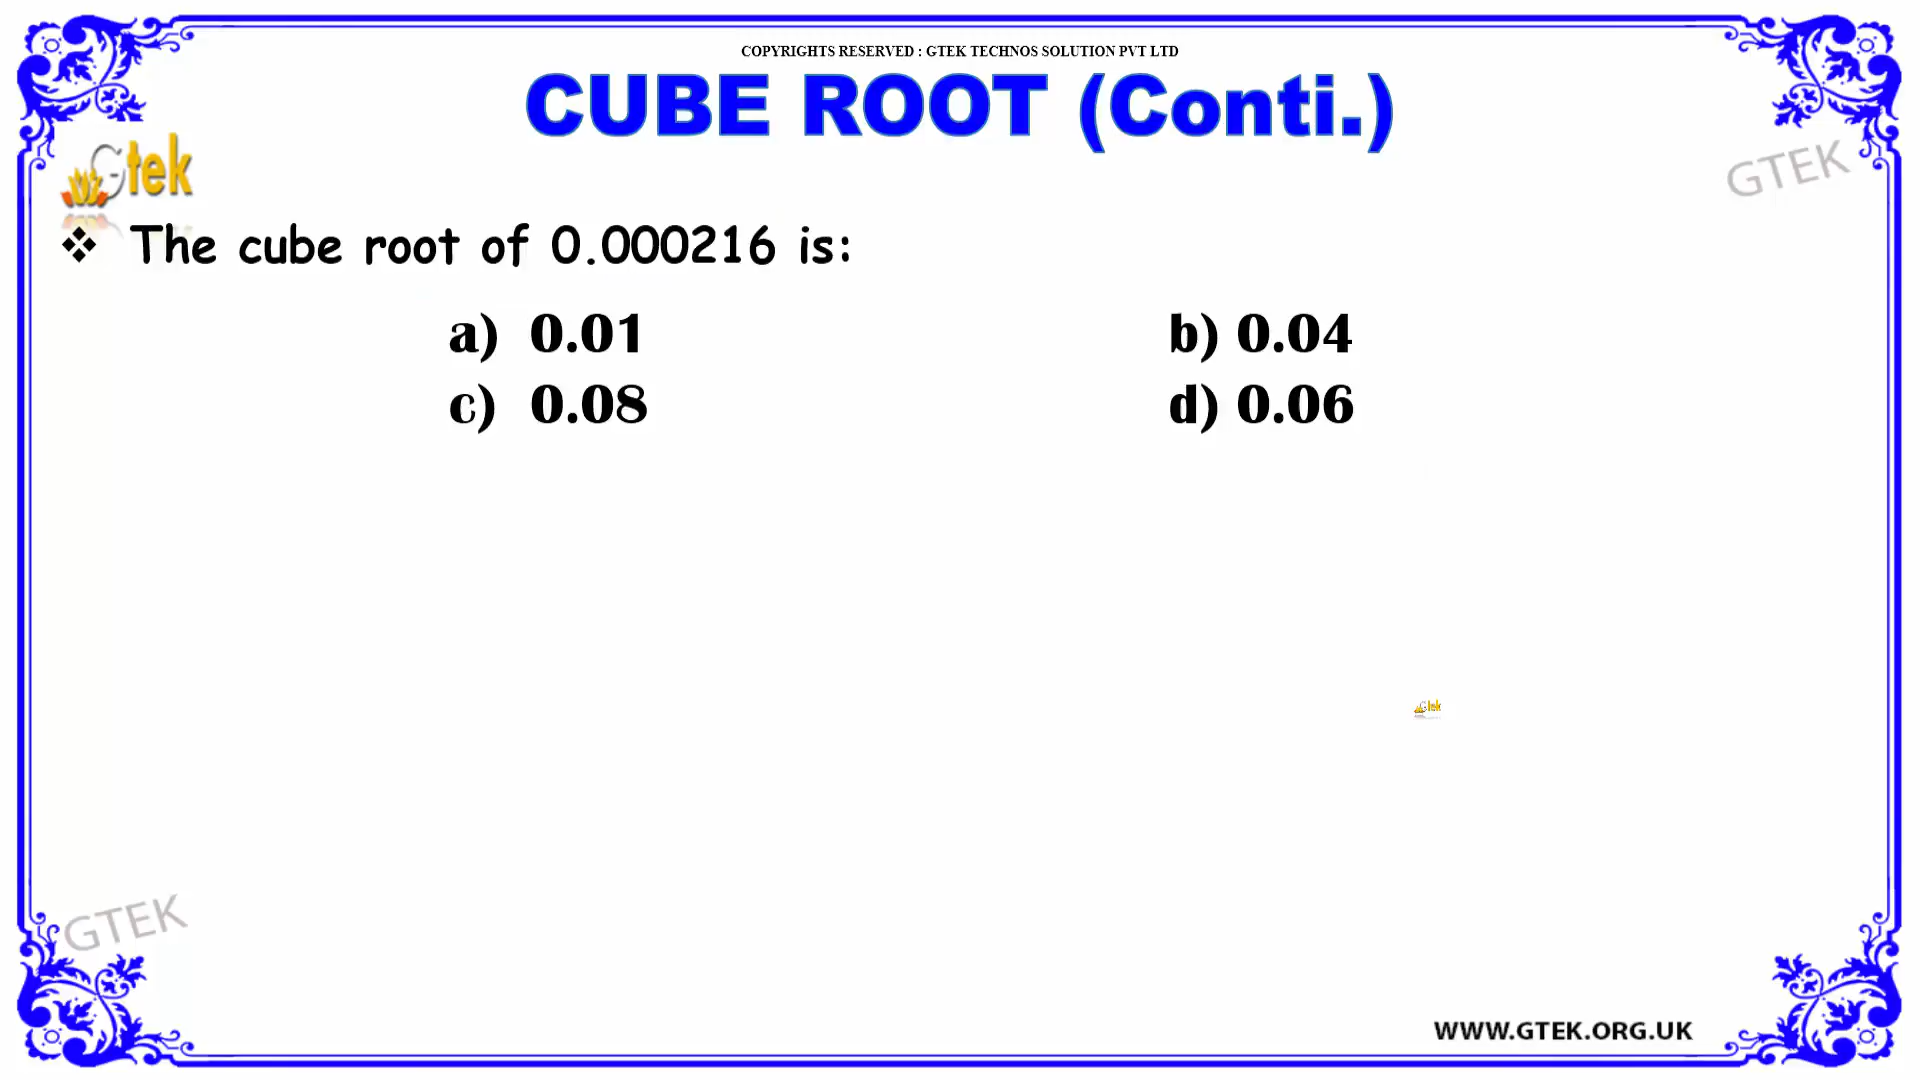 COPYRIGHTS RESERVED : GTEK TECHNOS SOLUTION PVT LTD
CUBE ROOT (Conti.)
Gtek
GTEK
❖ The cube root of 0.000216 is:
a) 0.01 b) 0.04
c) 0.08 d) 0.06
Gtek
GTEK
WWW.GTEK.ORG.UK